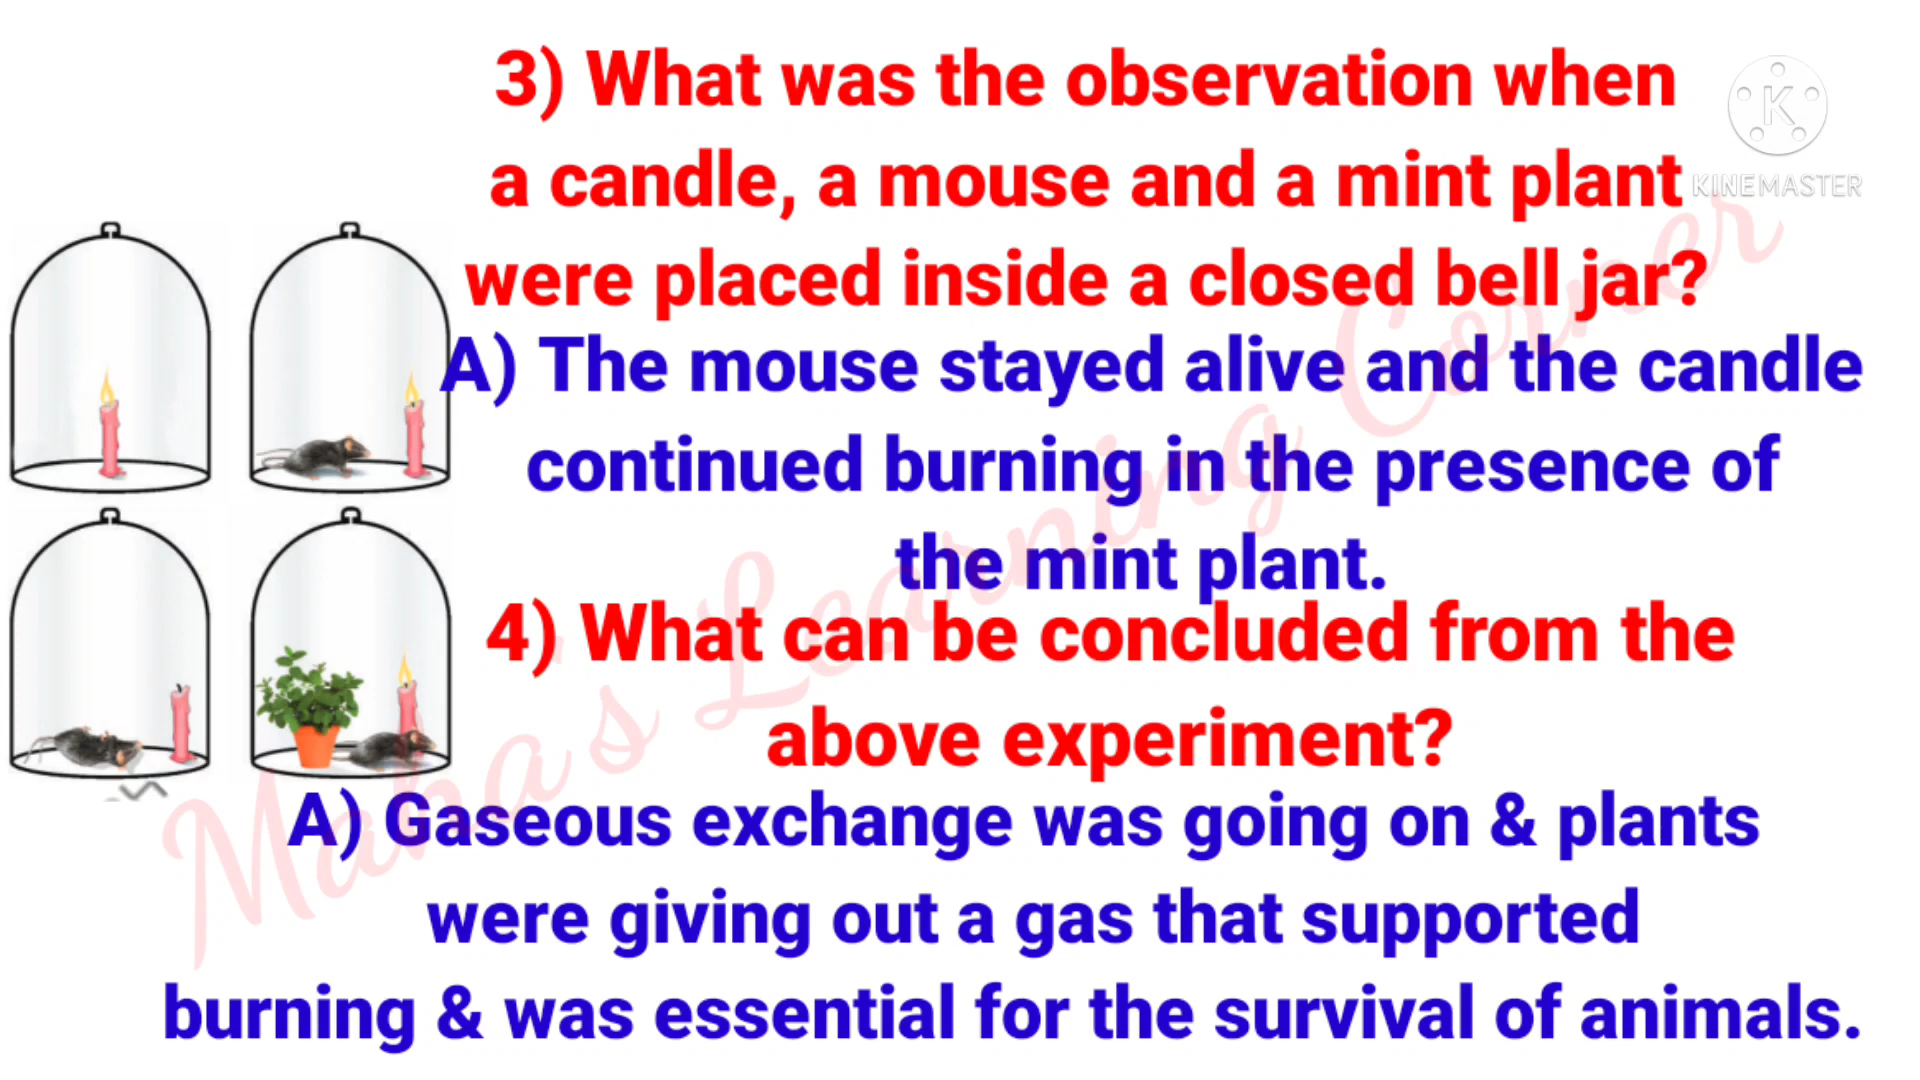 3) What was the observation when
a candle, a mouse and a mint plant
were placed inside a closed bell jar?
A) The mouse stayed alive and the candle
continued burning in the presence of
the mint plant.
4) What can be concluded from the
above experiment?
A) Gaseous exchange was going on & plants
were giving out a gas that supported
burning & was essential for the survival of animals.
K
KINEMASTER
Maha's Learning Corner